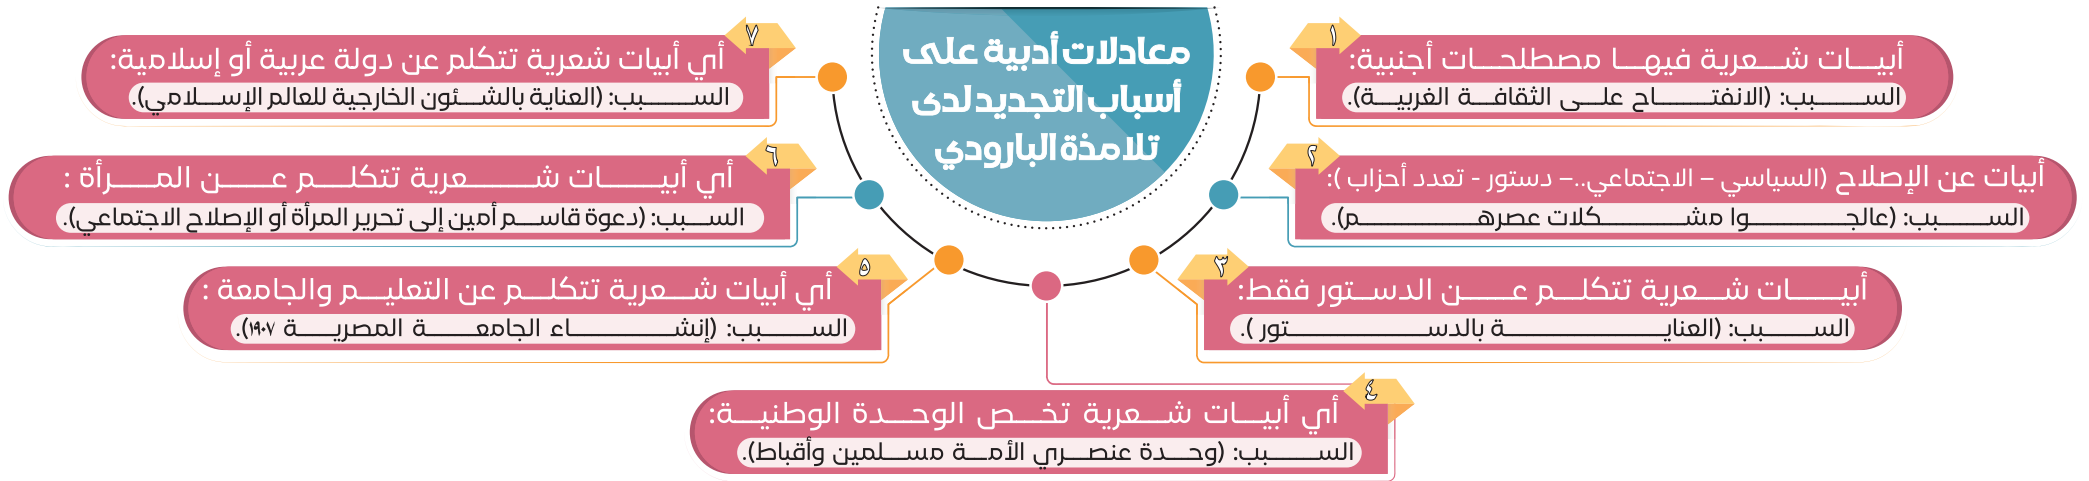 معادلات أدبية على
أسباب التجديد لدى
تلامذة البارودي
١
أبيات شعرية فيها مصطلحات أجنبية:
السبب: (الانفتاح على الثقافة الغربية).
٢
أبيات عن الإصلاح (السياسي – الاجتماعي..– دستور - تعدد أحزاب ):
السبب: (عالجوا مشكلات عصرهم).
٣
أبيات شعرية تتكلم عن الدستور فقط:
السبب: (العناية بالدستور ).
٤
أي أبيات شعرية تخص الوحدة الوطنية:
السبب: (وحدة عنصري الأمة مسلمين وأقباط).
٥
أي أبيات شعرية تتكلم عن التعليم والجامعة :
السبب: (إنشاء الجامعة المصرية ١٩٠٧).
٦
أي أبيات شعرية تتكلم عن المرأة :
السبب: (دعوة قاسم أمين إلى تحرير المرأة أو الإصلاح الاجتماعي).
٧
أي أبيات شعرية تتكلم عن دولة عربية أو إسلامية:
السبب: (العناية بالشئون الخارجية للعالم الإسلامي).